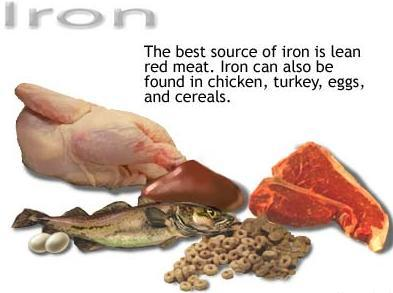 Iron
The best source of iron is lean
red meat. Iron can also be
found in chicken, turkey, eggs,
and cereals.